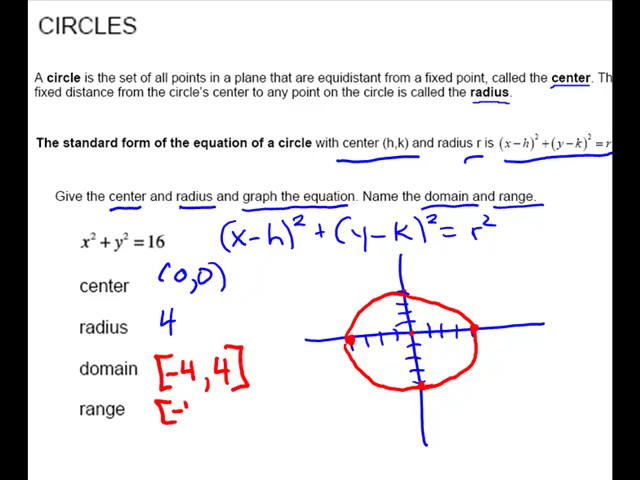 CIRCLES
A circle is the set of all points in a plane that are equidistant from a fixed point, called the center. Th
fixed distance from the circle's center to any point on the circle is called the radius.
The standard form of the equation of a circle with center (h,k) and radius r is (x−h)² + (y−k)² = r
Give the center and radius and graph the equation. Name the domain and range.
x² + y² = 16 (x−h)² + (y−k)² = r²
center (0,0)
radius 4
domain [-4, 4]
range [-